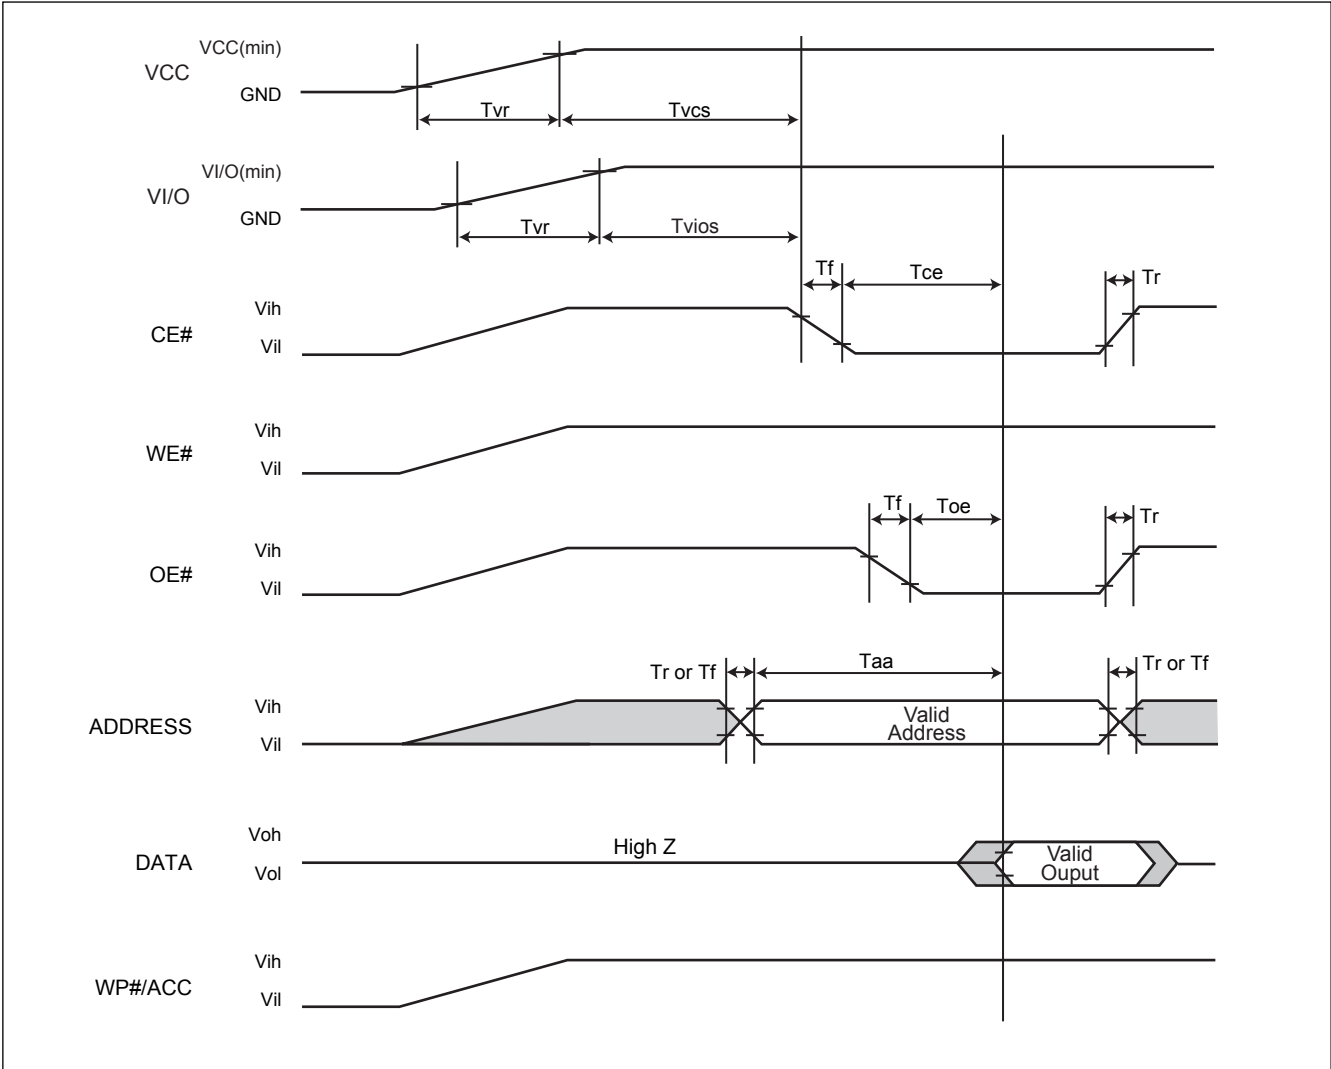 VCC(min)
VCC
GND
Tvr
Tvcs
VI/O(min)
VI/O
GND
Tvr
Tvios
Tf
Tce
Tr
Vih
CE#
Vil
Vih
WE#
Vil
Tf
Toe
Tr
Vih
OE#
Vil
Tr or Tf
Taa
Tr or Tf
Vih
ADDRESS
Vil
Valid
Address
Voh
DATA
Vol
High Z
Valid
Ouput
Vih
WP#/ACC
Vil